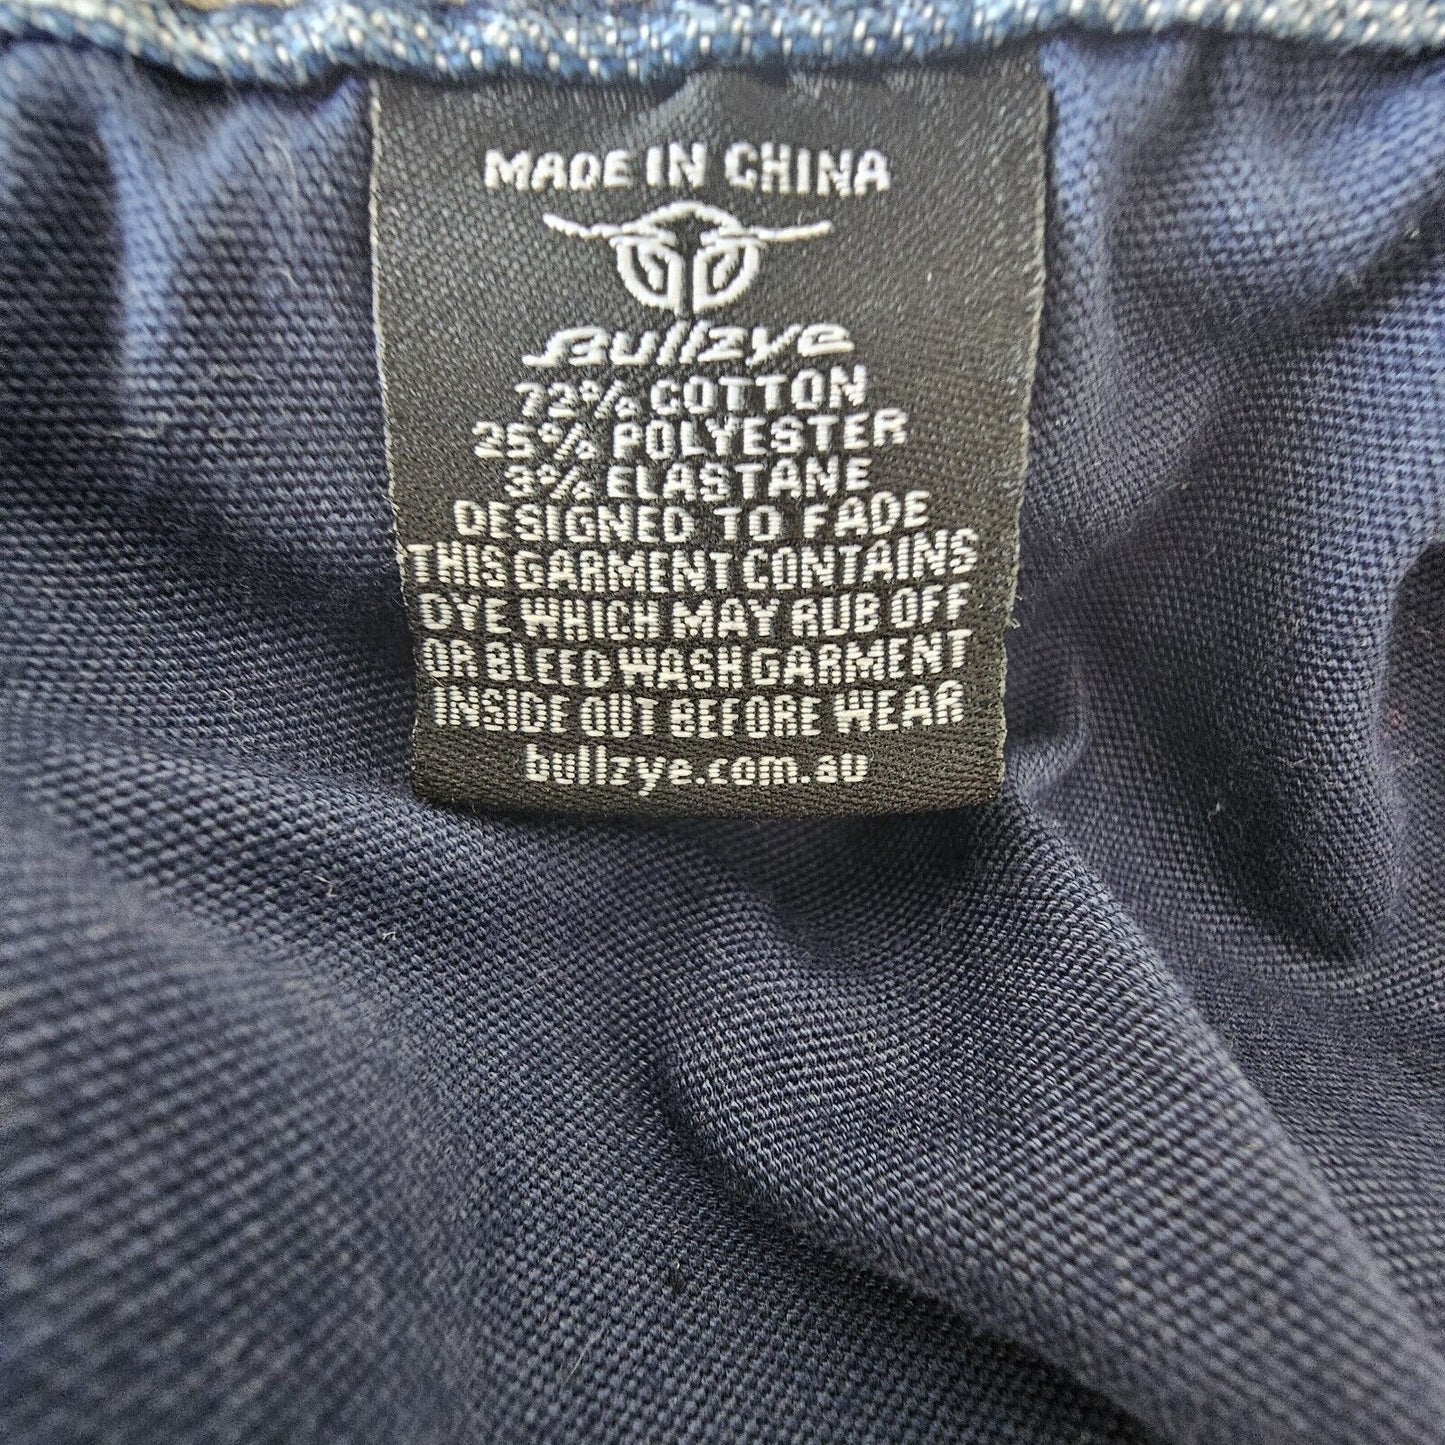 MADE IN CHINA
Bullzye
72% COTTON
25% POLYESTER
3% ELASTANE
DESIGNED TO FADE
THIS GARMENT CONTAINS
DYE WHICH MAY RUB OFF
OR BLEED WASH GARMENT
INSIDE OUT BEFORE WEAR
bullzye.com.au